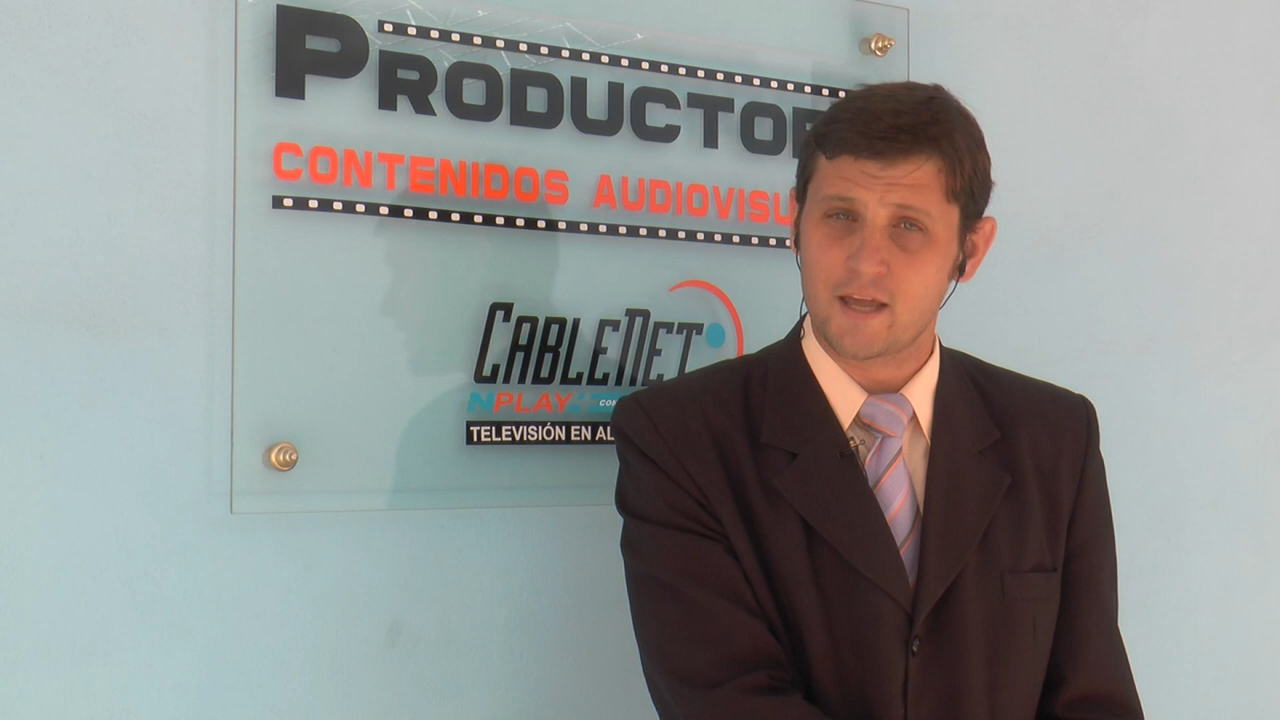 PRODUCTOR
CONTENIDOS AUDIOVISU
CABLENET
NPLAY
TELEVISIÓN EN AL